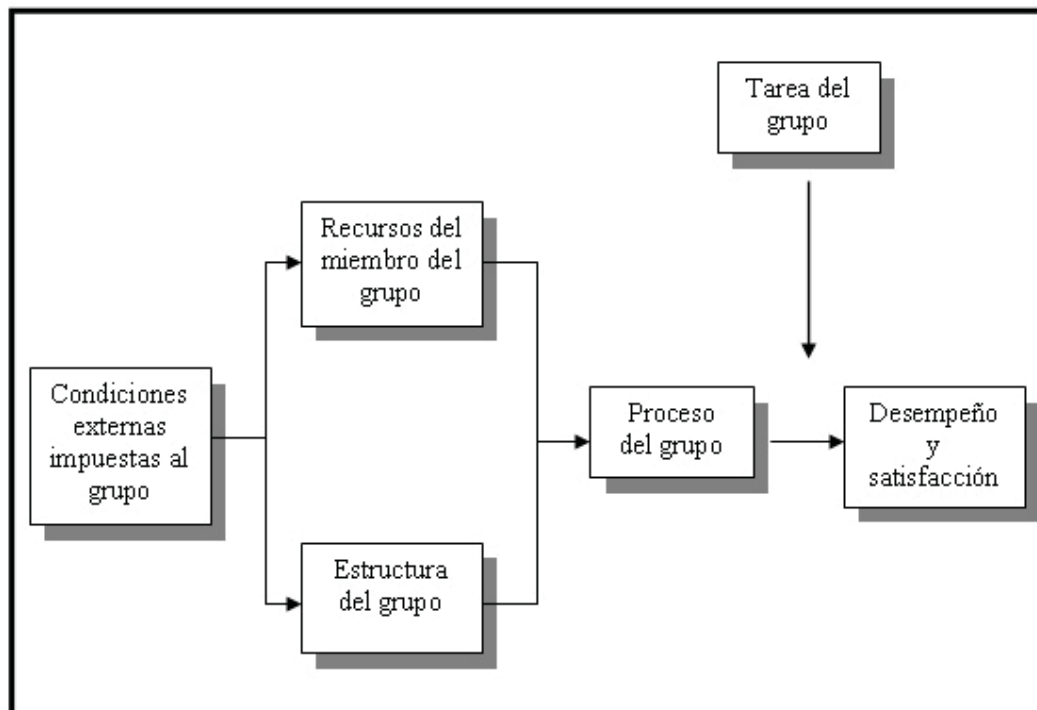 Tarea del
grupo
Recursos del
miembro del
grupo
Condiciones
externas
impuestas al
grupo
Proceso
del grupo
Desempeño
y
satisfacción
Estructura
del grupo